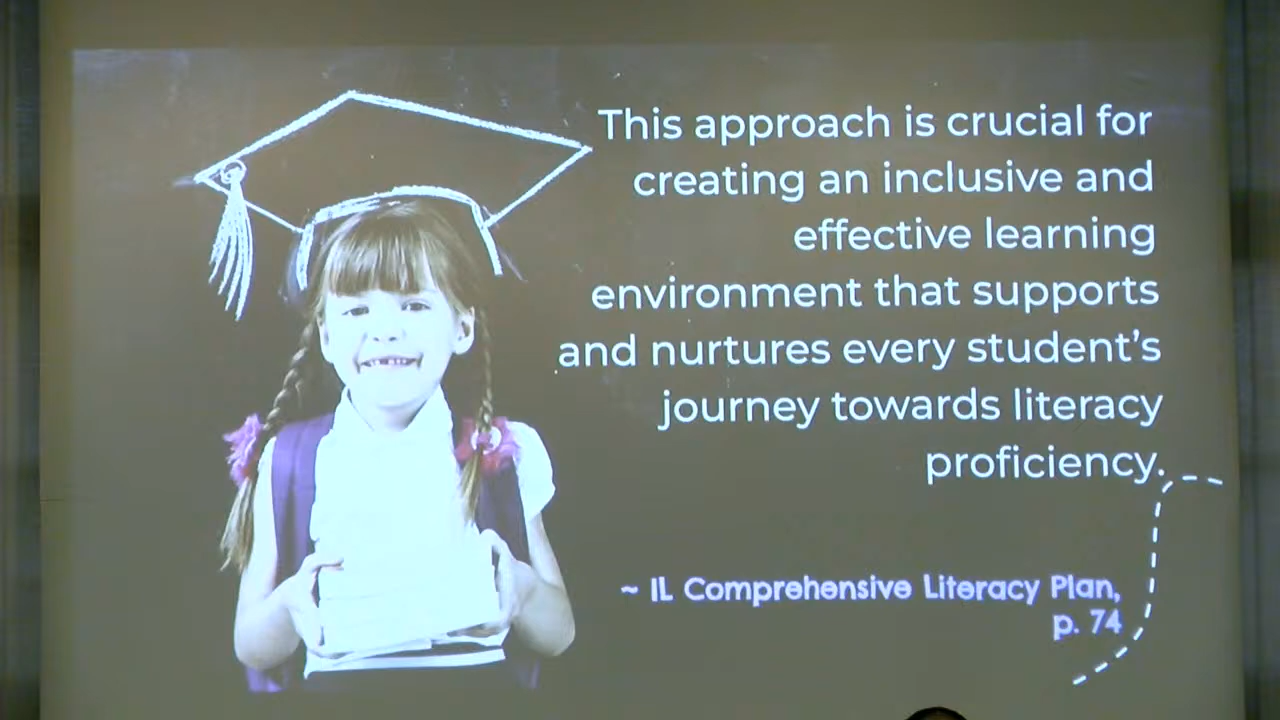 This approach is crucial for
creating an inclusive and
effective learning
environment that supports
and nurtures every student's
journey towards literacy
proficiency.
~ IL Comprehensive Literacy Plan,
p. 74